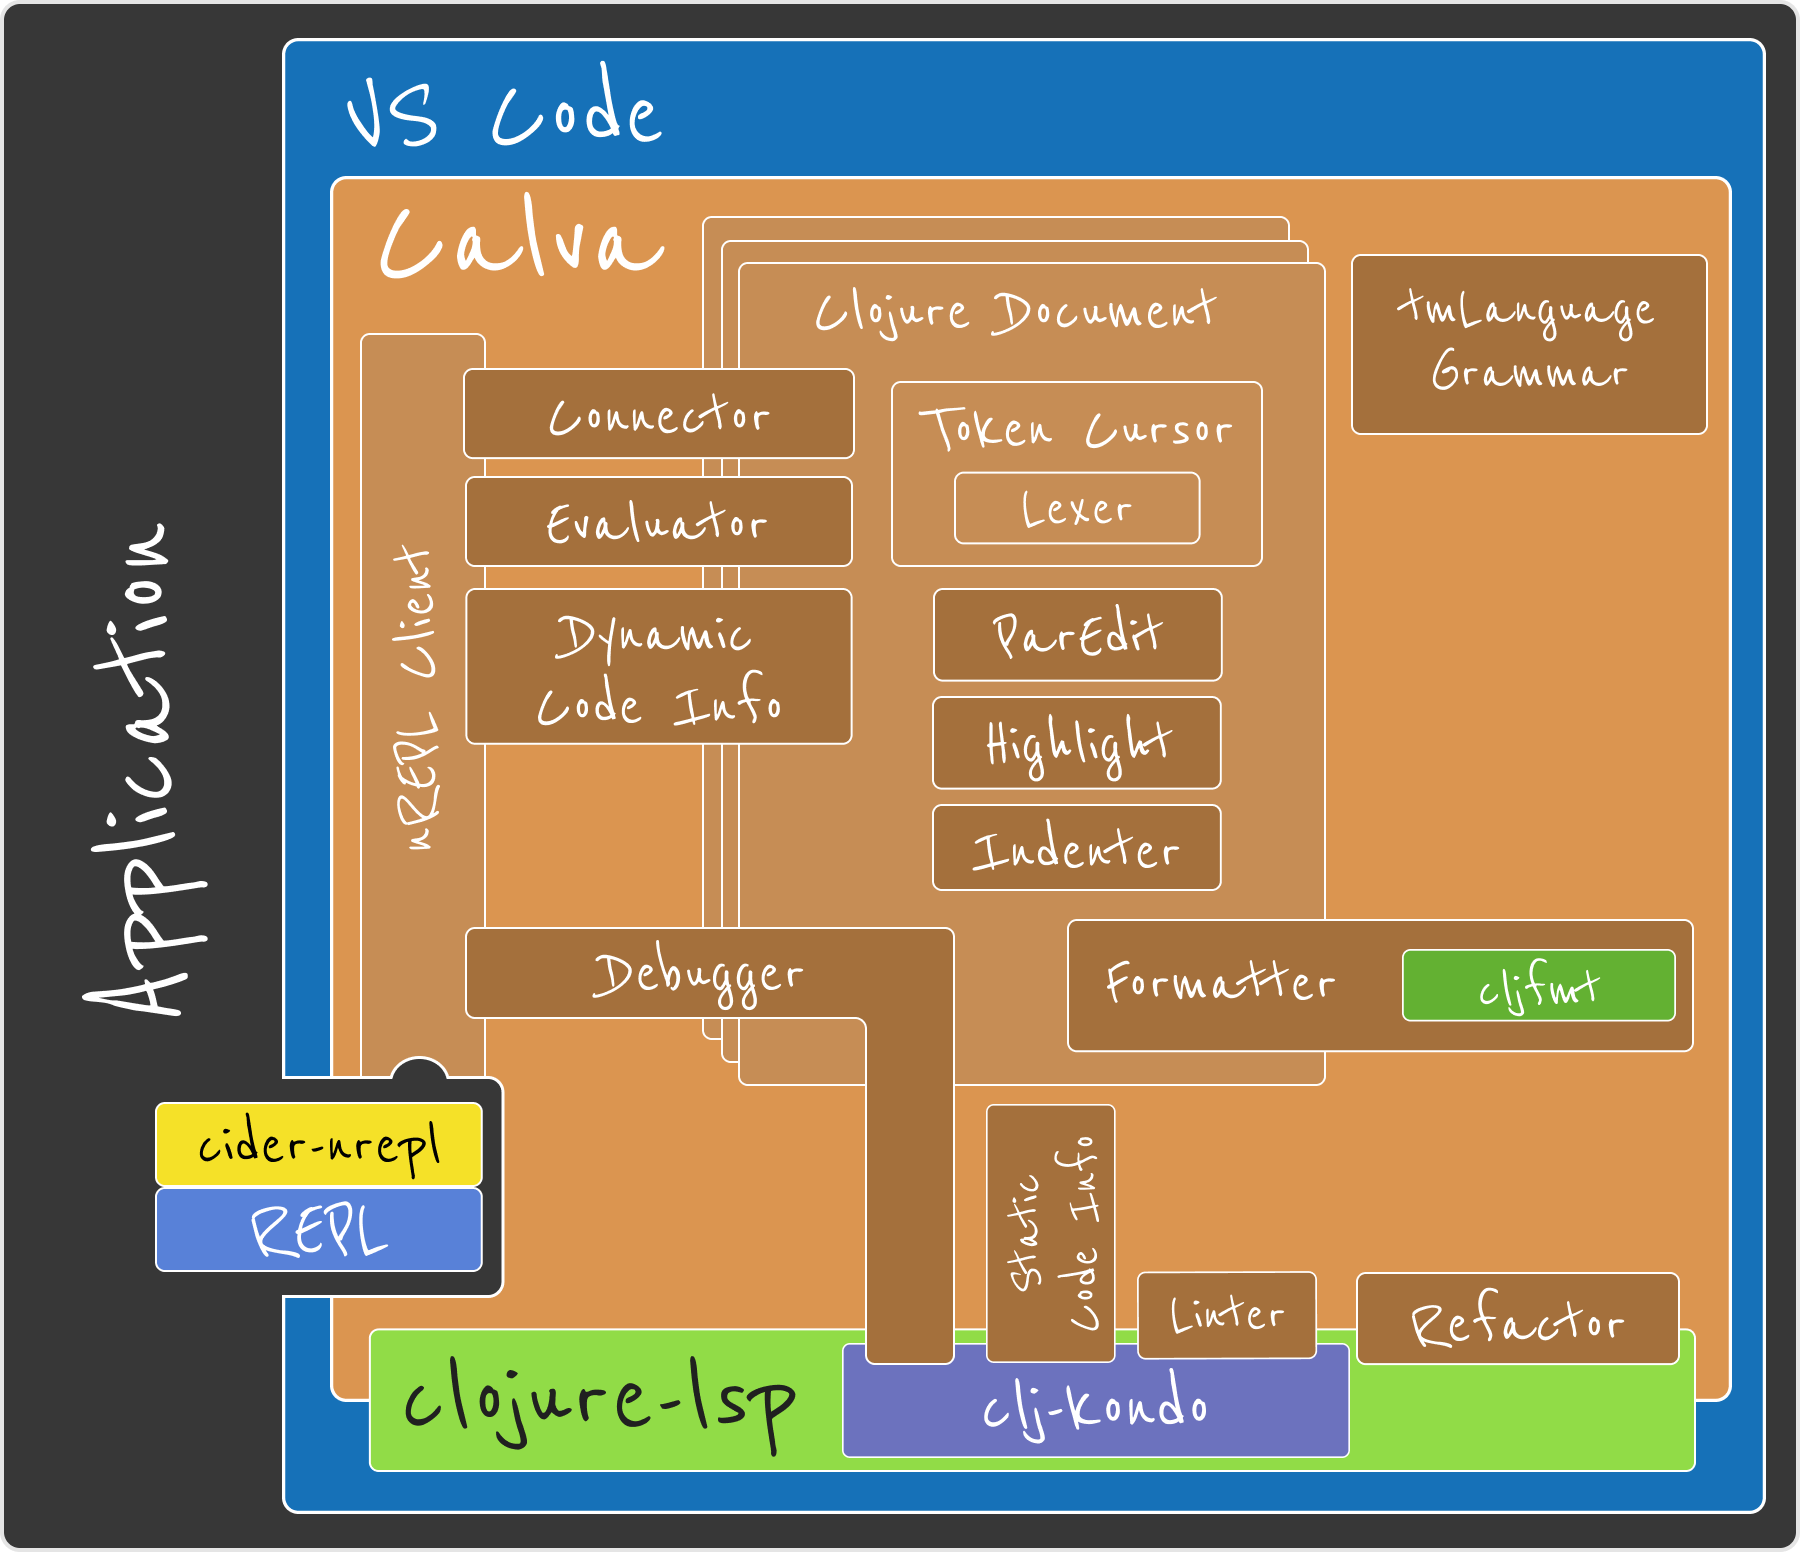 VS Code
Calva
Clojure Document
tmLanguage
Grammar
Connector
Token Cursor
Lexer
Evaluator
Dynamic
Code Info
ParEdit
Highlight
Indenter
nREPL Client
Application
Debugger
Formatter
cljfmt
cider-nrepl
REPL
Static
Code Info
Linter
Refactor
clojure-lsp
clj-kondo